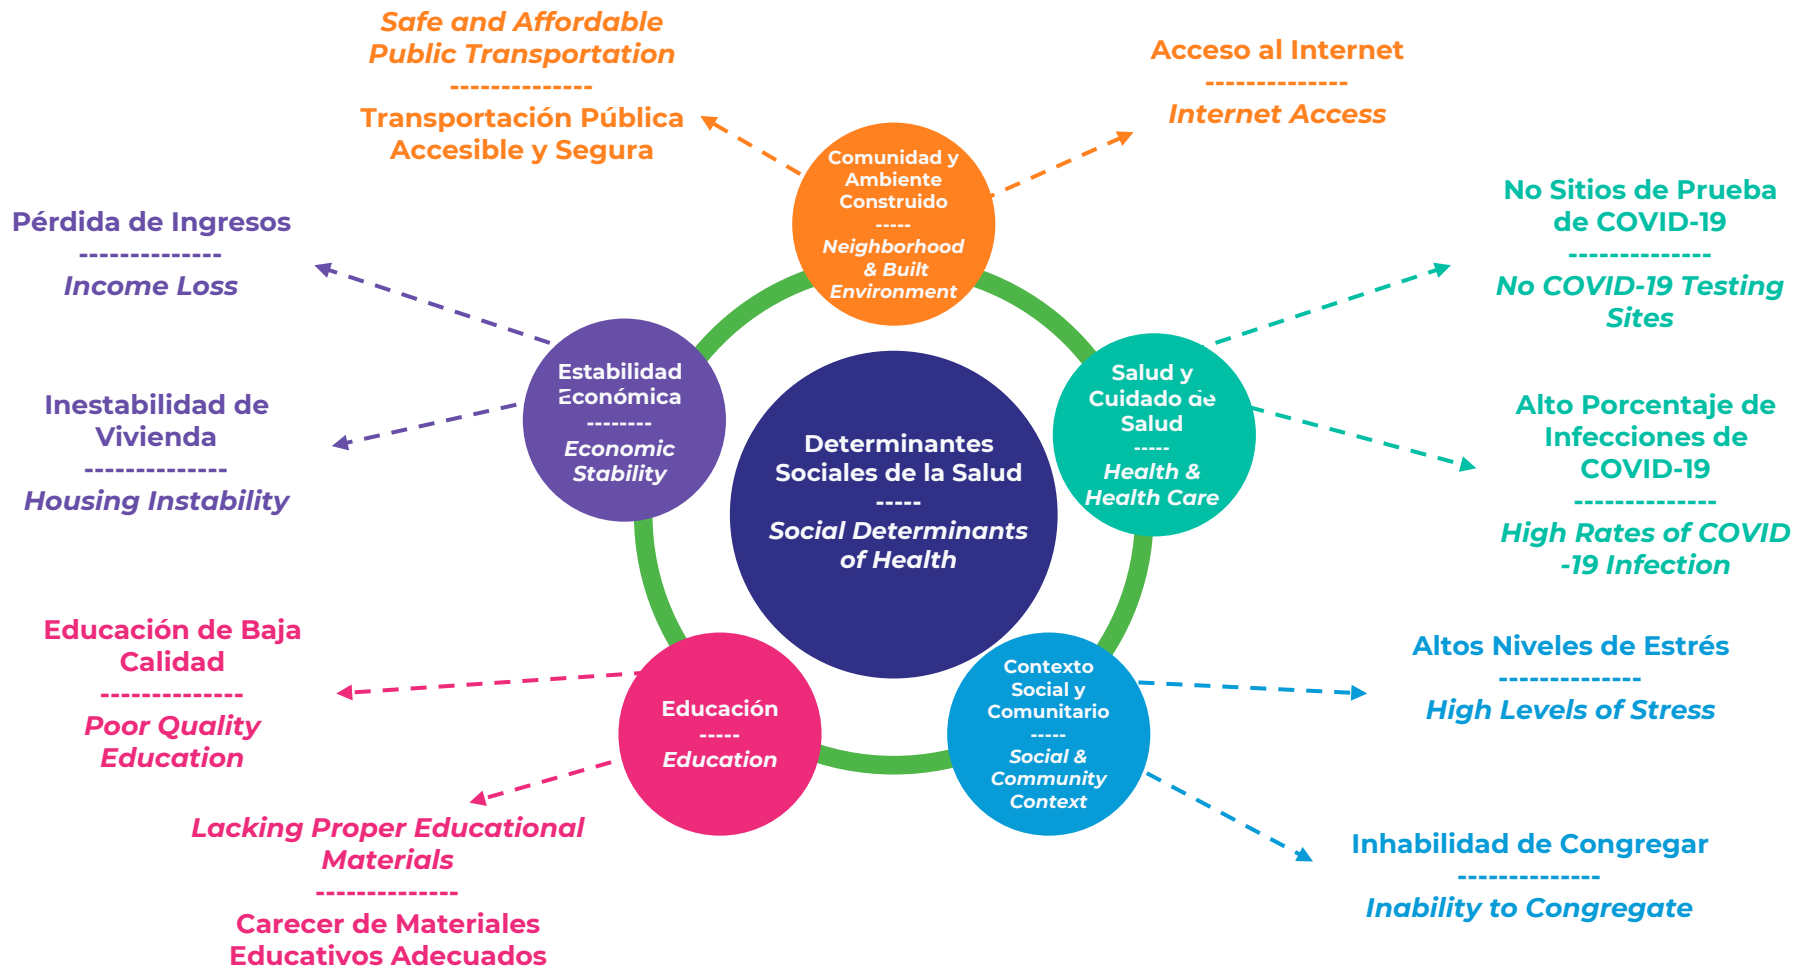 Safe and Affordable
Public Transportation
--------------
Transportación Pública
Accesible y Segura
Acceso al Internet
--------------
Internet Access
Comunidad y
Ambiente
Construido
-----
Neighborhood
& Built
Environment
Pérdida de Ingresos
--------------
Income Loss
No Sitios de Prueba
de COVID-19
--------------
No COVID-19 Testing
Sites
Estabilidad
Económica
--------
Economic
Stability
Salud y
Cuidado de
Salud
-----
Health &
Health Care
Inestabilidad de
Vivienda
--------------
Housing Instability
Determinantes
Sociales de la Salud
-----
Social Determinants
of Health
Alto Porcentaje de
Infecciones de
COVID-19
--------------
High Rates of COVID
-19 Infection
Educación de Baja
Calidad
--------------
Poor Quality
Education
Educación
-----
Education
Contexto
Social y
Comunitario
-----
Social &
Community
Context
Altos Niveles de Estrés
--------------
High Levels of Stress
Lacking Proper Educational
Materials
--------------
Carecer de Materiales
Educativos Adecuados
Inhabilidad de Congregar
--------------
Inability to Congregate